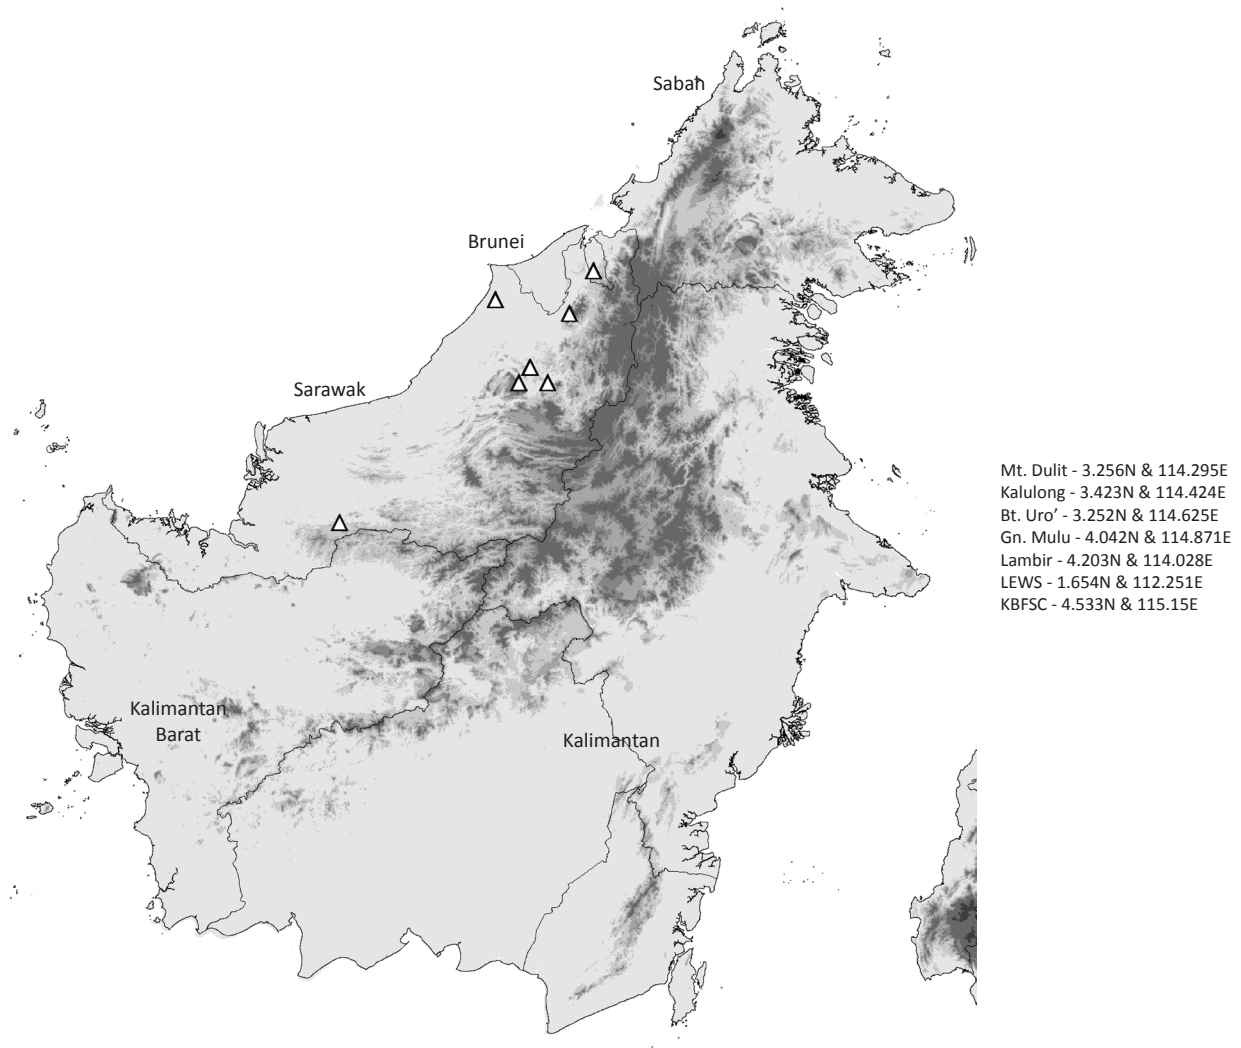 Sabah
Brunei
Sarawak
Mt. Dulit - 3.256N & 114.295E
Kalulong - 3.423N & 114.424E
Bt. Uro’ - 3.252N & 114.625E
Gn. Mulu - 4.042N & 114.871E
Lambir - 4.203N & 114.028E
LEWS - 1.654N & 112.251E
KBFSC - 4.533N & 115.15E
Kalimantan
Barat
Kalimantan